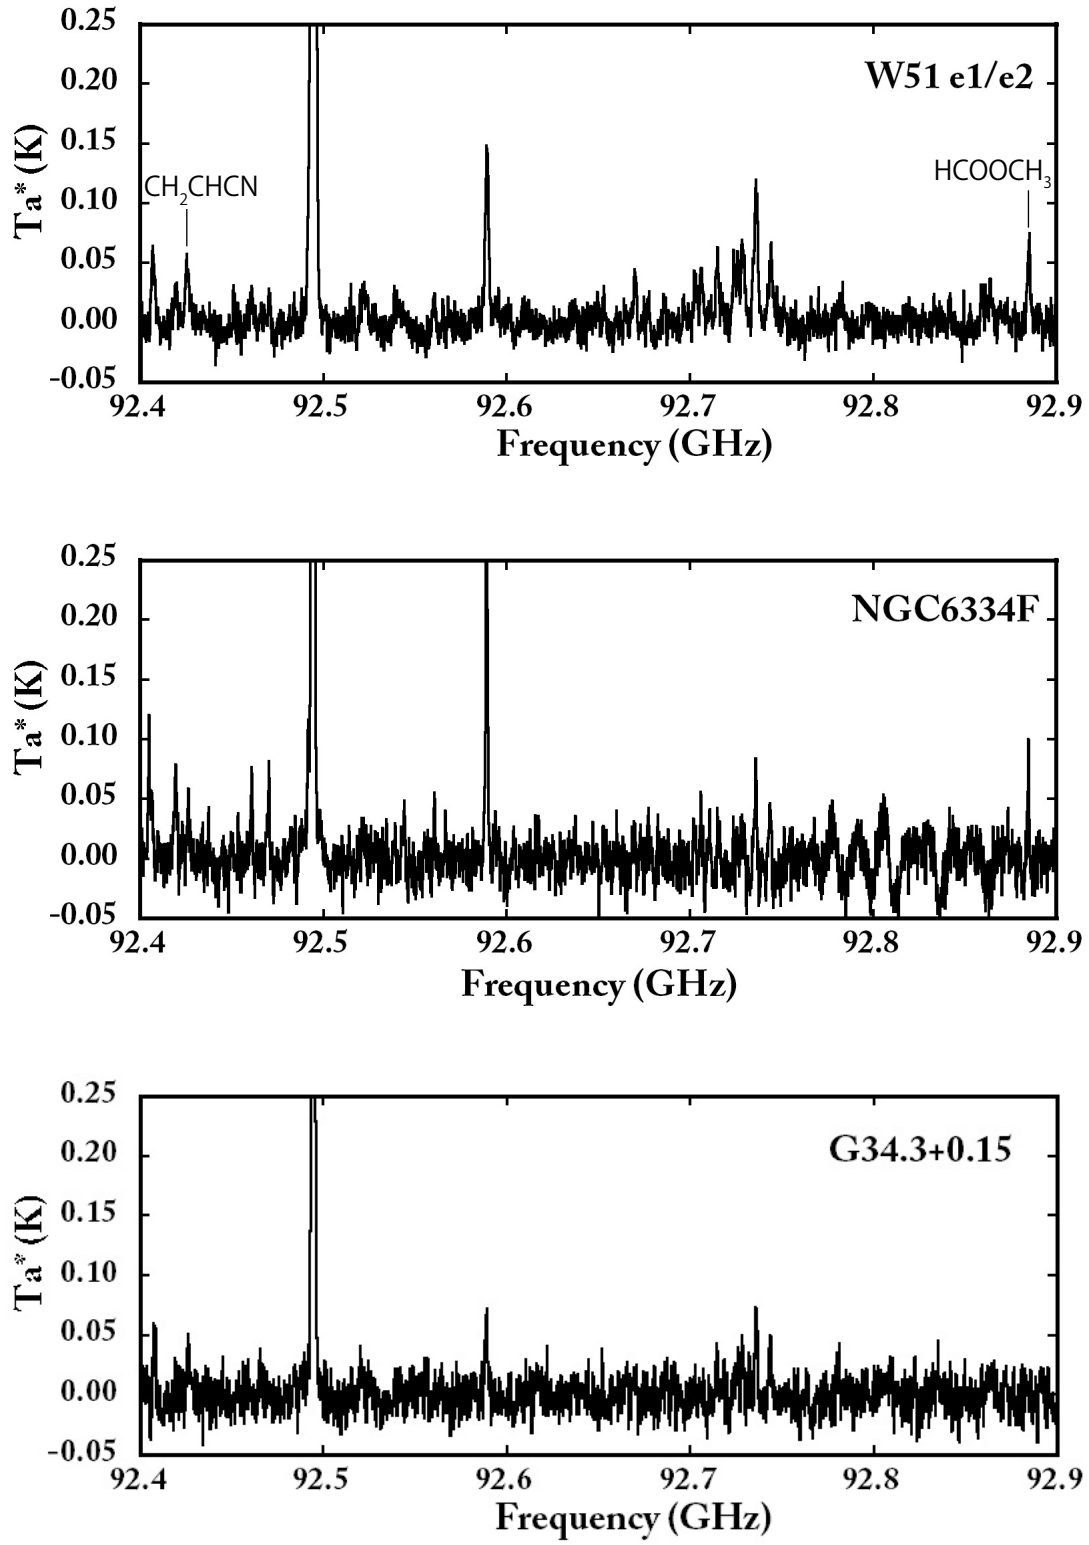 0.25
0.20
0.15
0.10
0.05
0.00
-0.05
Ta* (K)
W51 e1/e2
CH2CHCN
HCOOCH3
92.4 92.5 92.6 92.7 92.8 92.9
Frequency (GHz)
0.25
0.20
0.15
0.10
0.05
0.00
-0.05
Ta* (K)
NGC6334F
92.4 92.5 92.6 92.7 92.8 92.9
Frequency (GHz)
0.25
0.20
0.15
0.10
0.05
0.00
-0.05
Ta* (K)
G34.3+0.15
92.4 92.5 92.6 92.7 92.8 92.9
Frequency (GHz)